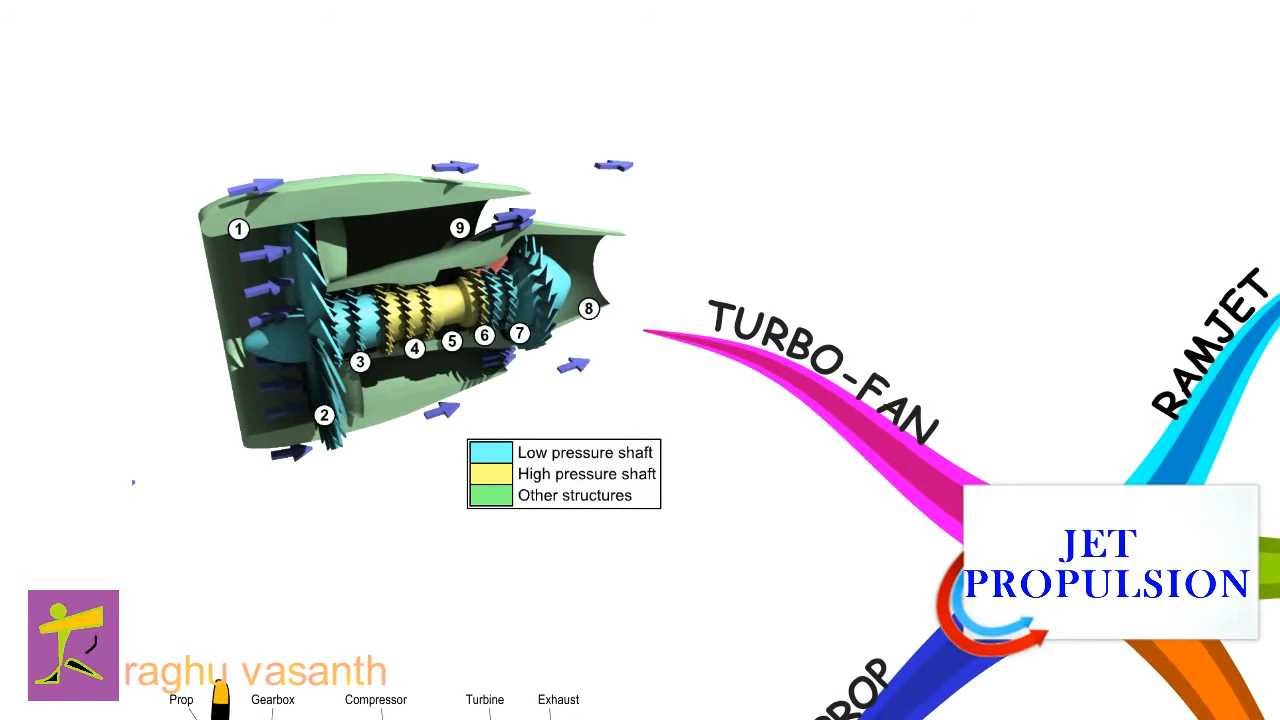 1
9
8
7
6
5
4
3
2
Low pressure shaft
High pressure shaft
Other structures
TURBO-FAN
RAMJET
JET
PROPULSION
PROP
raghu vasanth
Prop Gearbox Compressor Turbine Exhaust